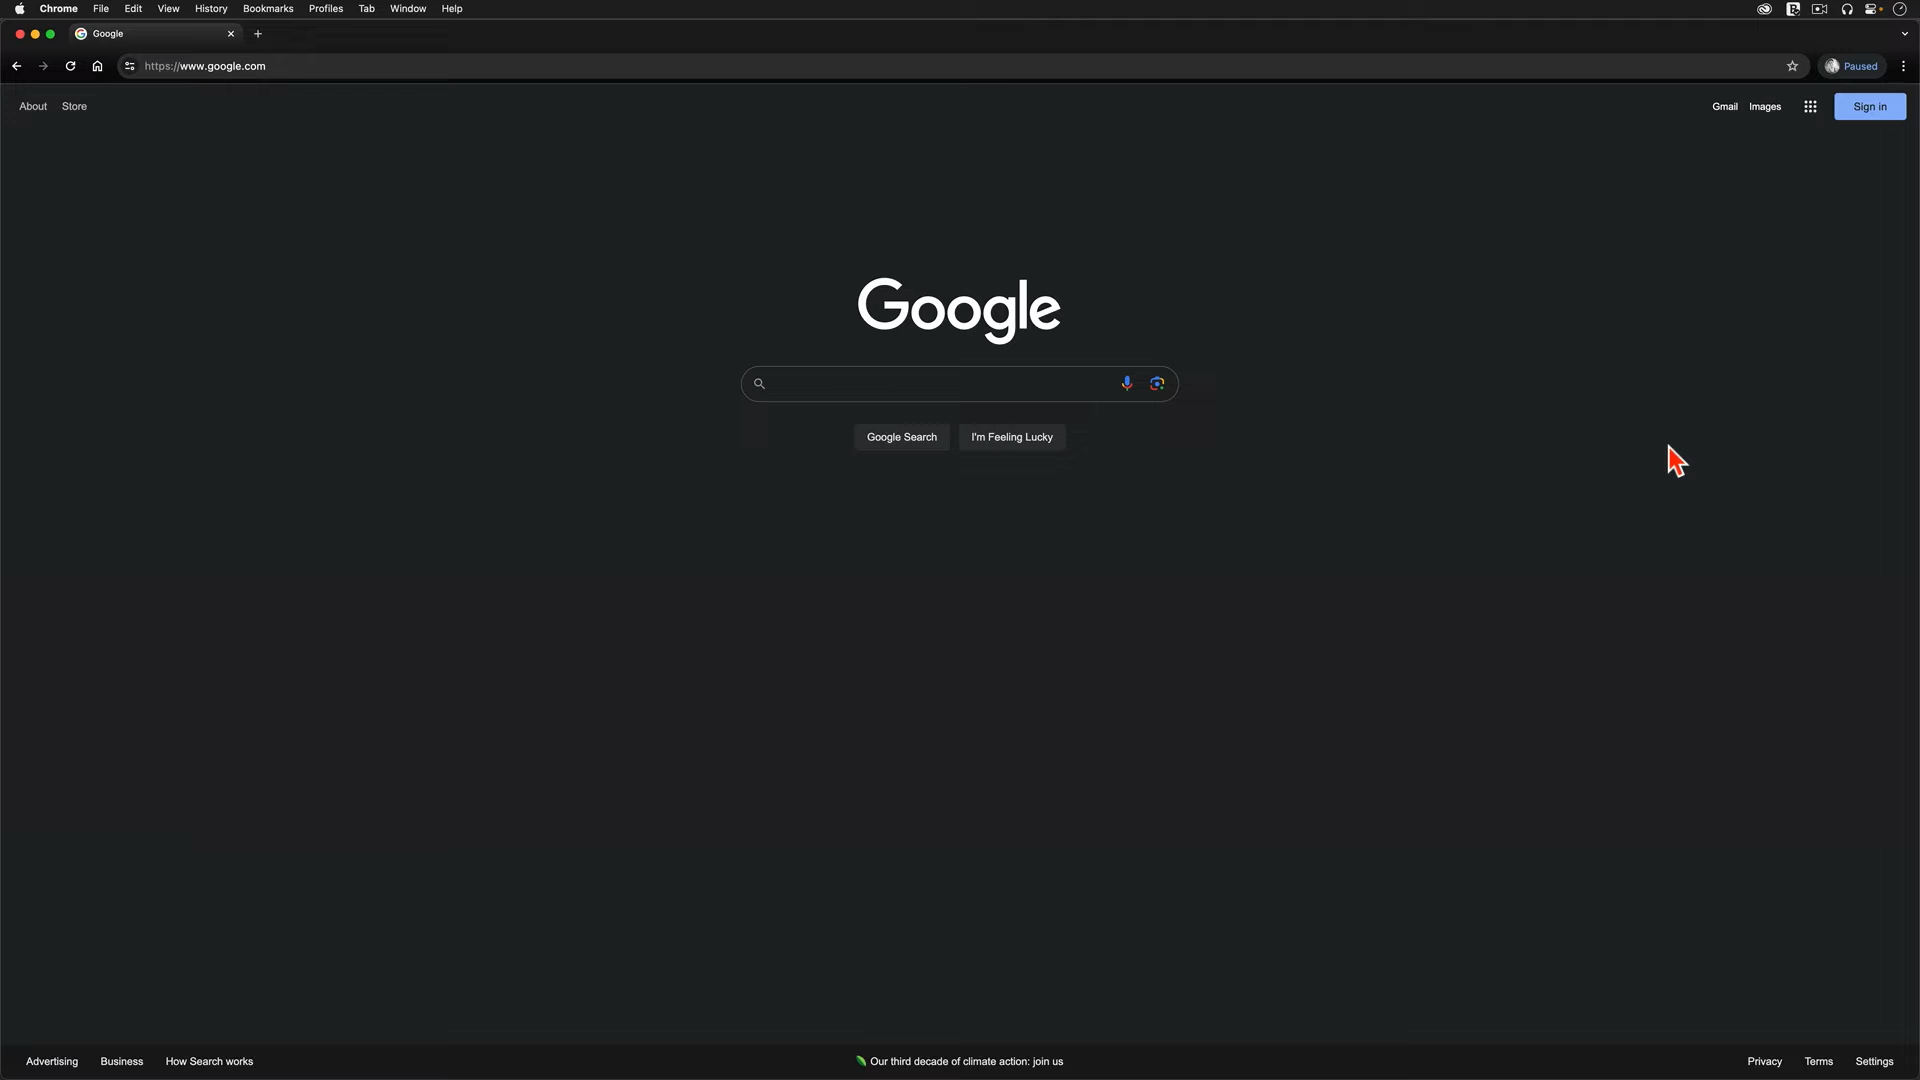 Chrome File Edit View History Bookmarks Profiles Tab Window Help
Google
https://www.google.com
Paused
About Store
Gmail Images
Sign in
Google
Google Search
I'm Feeling Lucky
Advertising Business How Search works
Our third decade of climate action: join us
Privacy Terms Settings